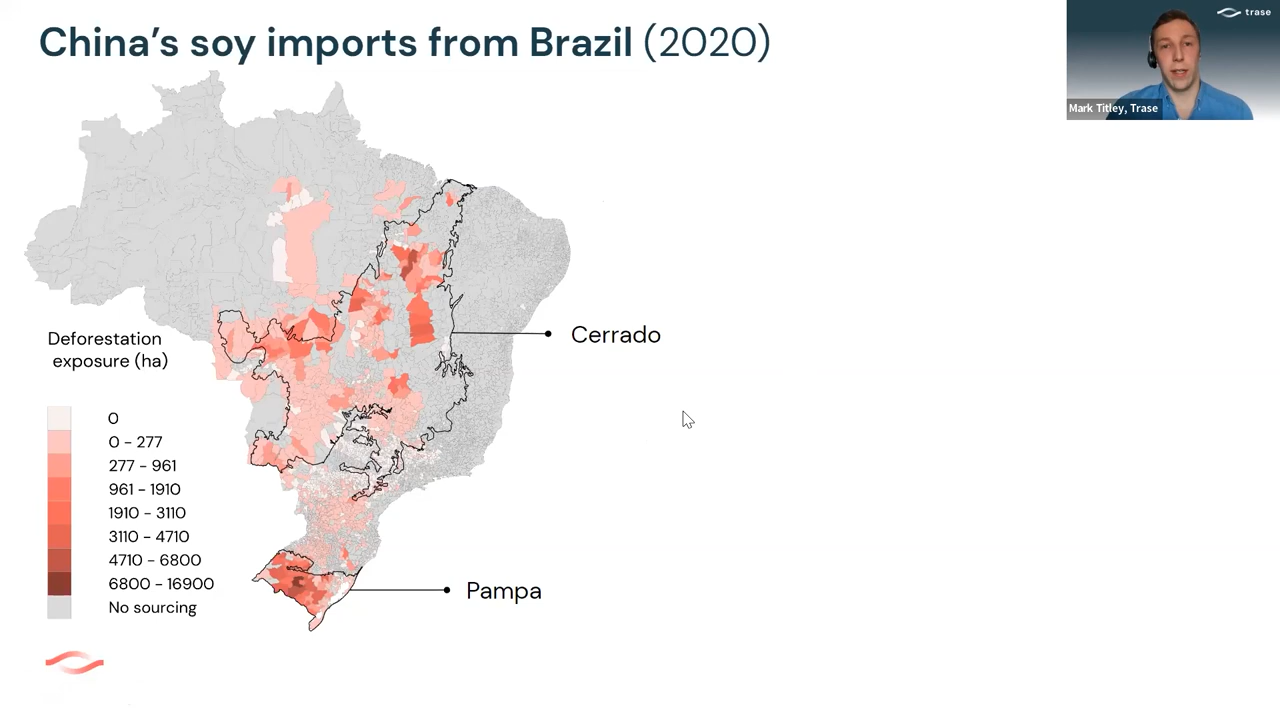 China's soy imports from Brazil (2020)
trase
Mark Titley, Trase
Cerrado
Deforestation
exposure (ha)
0
0 - 277
277 - 961
961 - 1910
1910 - 3110
3110 - 4710
4710 - 6800
6800 - 16900
No sourcing
Pampa